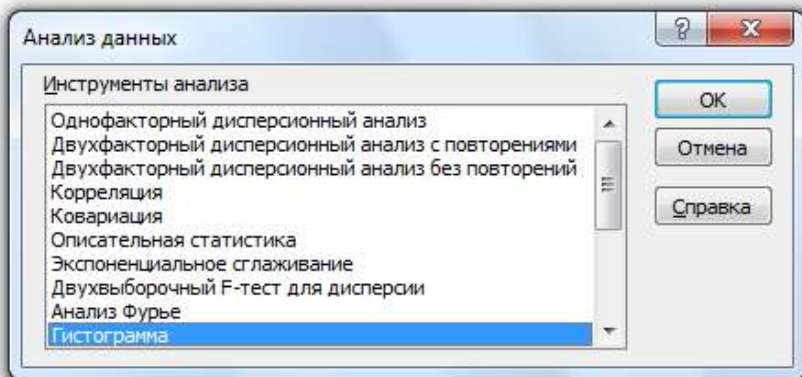 Анализ данных
Инструменты анализа
Однофакторный дисперсионный анализ
Двухфакторный дисперсионный анализ с повторениями
Двухфакторный дисперсионный анализ без повторений
Корреляция
Ковариация
Описательная статистика
Экспоненциальное сглаживание
Двухвыборочный F-тест для дисперсии
Анализ Фурье
Гистограмма
ОК
Отмена
Справка